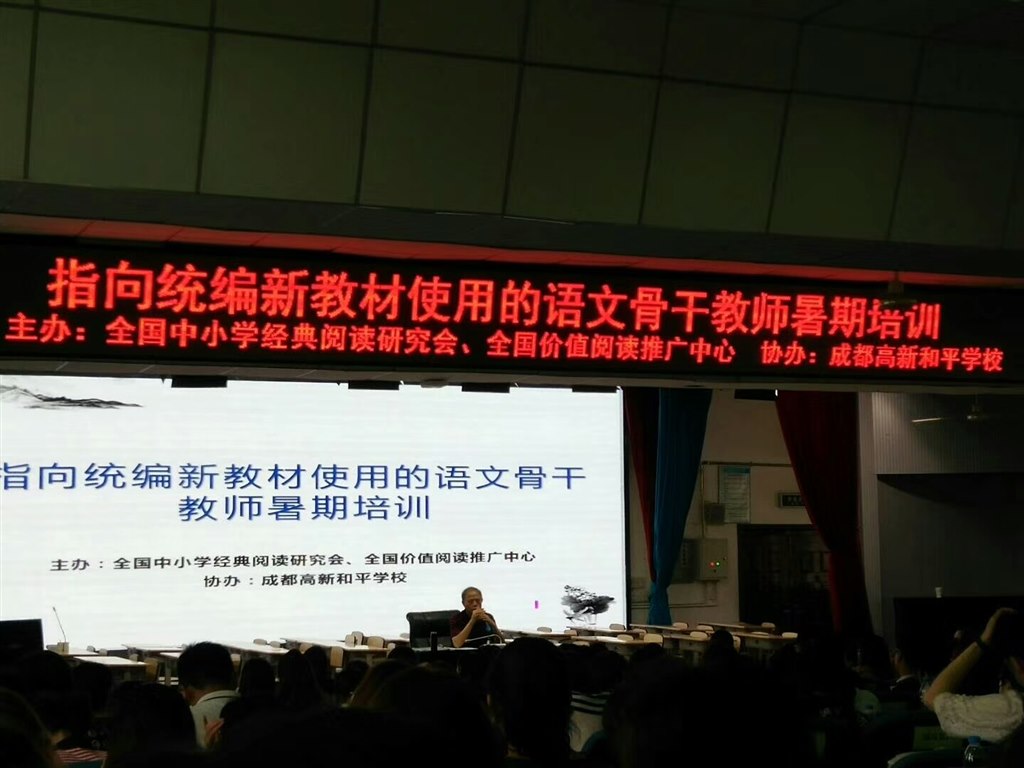 指向统编新教材使用的语文骨干教师暑期培训
主办：全国中小学经典阅读研究会、全国价值阅读推广中心 协办：成都高新和平学校
指向统编新教材使用的语文骨干
教师暑期培训
主办：全国中小学经典阅读研究会、全国价值阅读推广中心
协办：成都高新和平学校